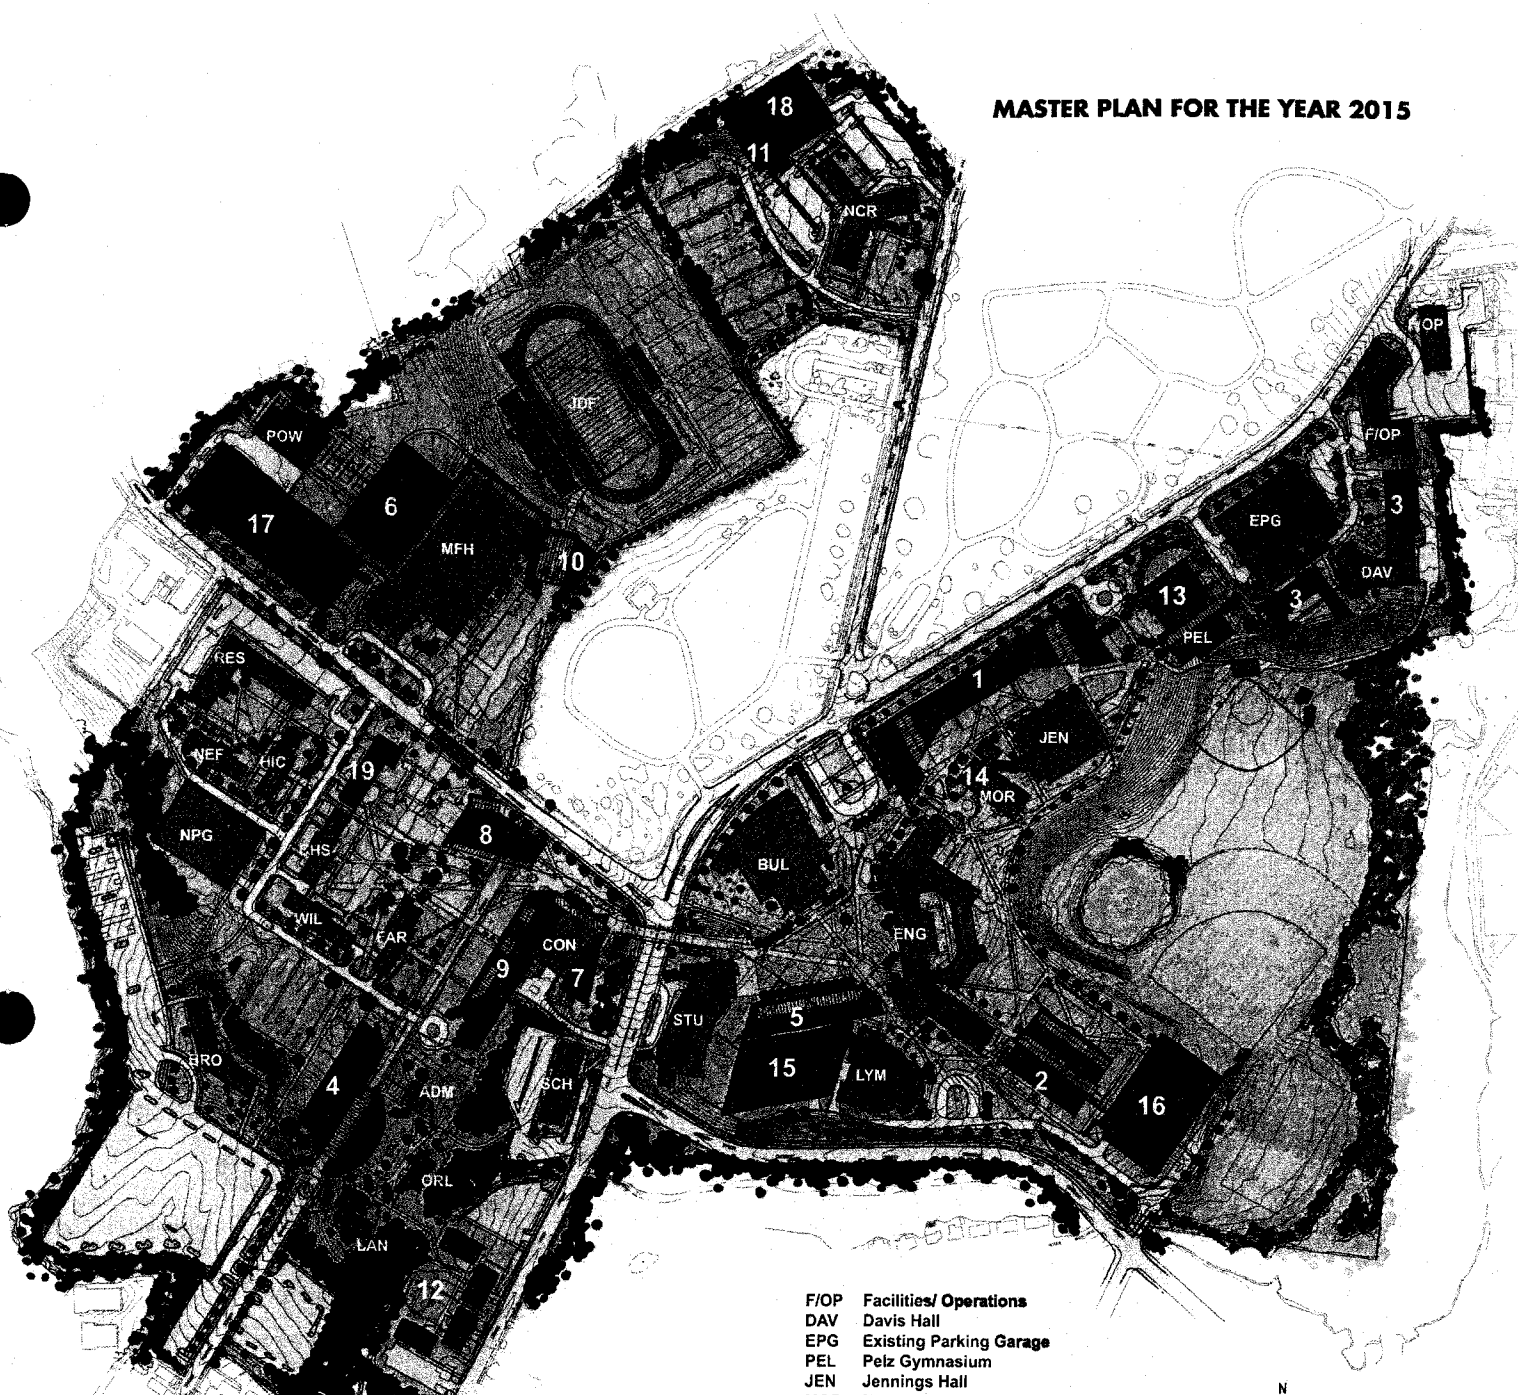 MASTER PLAN FOR THE YEAR 2015
18
11
NCR
OP
JDF
F/OP
POW
6
3
17
EPG
MFH
10
DAV
13
3
PEL
RES
1
JEN
NEF
HIC
19
14
MOR
NPG
8
BUL
WIL
EAR
ENG
CON
9
7
STU
5
BRO
4
ADM
SCH
15
LYM
2
16
ORL
LAN
12
F/OP Facilities/ Operations
DAV Davis Hall
EPG Existing Parking Garage
PEL Pelz Gymnasium
JEN Jennings Hall
N